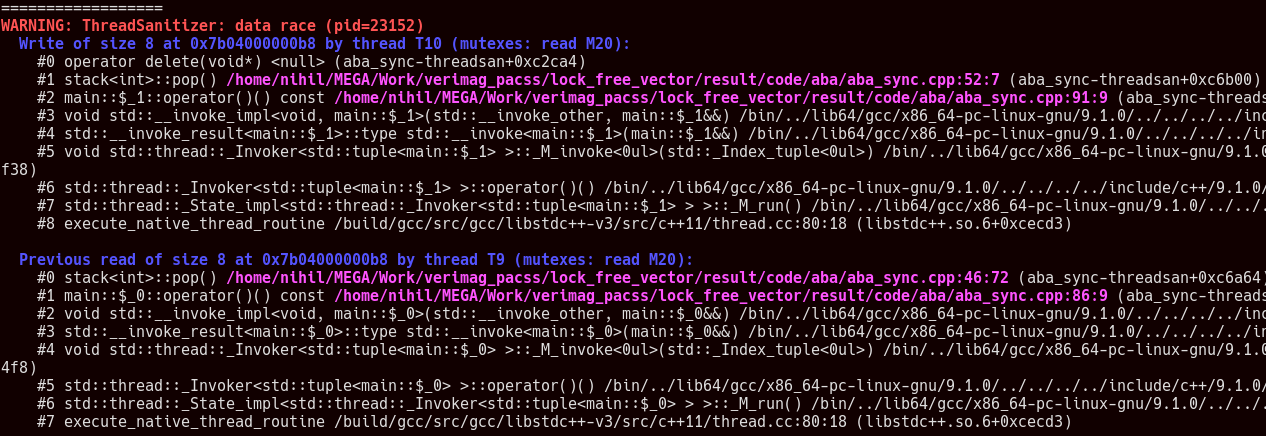 ==================
WARNING: ThreadSanitizer: data race (pid=23152)
  Write of size 8 at 0x7b04000000b8 by thread T10 (mutexes: read M20):
    #0 operator delete(void*) <null> (aba_sync-threadsan+0xc2ca4)
    #1 stack<int>::pop() /home/nihil/MEGA/Work/verimag_pacss/lock_free_vector/result/code/aba/aba_sync.cpp:52:7 (aba_sync-threadsan+0xc6b00)
    #2 main::$_1::operator()() const /home/nihil/MEGA/Work/verimag_pacss/lock_free_vector/result/code/aba/aba_sync.cpp:91:9 (aba_sync-threads
    #3 void std::__invoke_impl<void, main::$_1>(std::__invoke_other, main::$_1&&) /bin/../lib64/gcc/x86_64-pc-linux-gnu/9.1.0/../../../../inc
    #4 std::__invoke_result<main::$_1>::type std::__invoke<main::$_1>(main::$_1&&) /bin/../lib64/gcc/x86_64-pc-linux-gnu/9.1.0/../../../../in
    #5 void std::thread::_Invoker<std::tuple<main::$_1> >::_M_invoke<0ul>(std::_Index_tuple<0ul>) /bin/../lib64/gcc/x86_64-pc-linux-gnu/9.1.0
f38)
    #6 std::thread::_Invoker<std::tuple<main::$_1> >::operator()() /bin/../lib64/gcc/x86_64-pc-linux-gnu/9.1.0/../../../../include/c++/9.1.0/
    #7 std::thread::_State_impl<std::thread::_Invoker<std::tuple<main::$_1> > >::_M_run() /bin/../lib64/gcc/x86_64-pc-linux-gnu/9.1.0/../../.
    #8 execute_native_thread_routine /build/gcc/src/gcc/libstdc++-v3/src/c++11/thread.cc:80:18 (libstdc++.so.6+0xcecd3)
  Previous read of size 8 at 0x7b04000000b8 by thread T9 (mutexes: read M20):
    #0 stack<int>::pop() /home/nihil/MEGA/Work/verimag_pacss/lock_free_vector/result/code/aba/aba_sync.cpp:46:72 (aba_sync-threadsan+0xc6a64)
    #1 main::$_0::operator()() const /home/nihil/MEGA/Work/verimag_pacss/lock_free_vector/result/code/aba/aba_sync.cpp:86:9 (aba_sync-threads
    #2 void std::__invoke_impl<void, main::$_0>(std::__invoke_other, main::$_0&&) /bin/../lib64/gcc/x86_64-pc-linux-gnu/9.1.0/../../../../inc
    #3 std::__invoke_result<main::$_0>::type std::__invoke<main::$_0>(main::$_0&&) /bin/../lib64/gcc/x86_64-pc-linux-gnu/9.1.0/../../../../in
    #4 void std::thread::_Invoker<std::tuple<main::$_0> >::_M_invoke<0ul>(std::_Index_tuple<0ul>) /bin/../lib64/gcc/x86_64-pc-linux-gnu/9.1.0
4f8)
    #5 std::thread::_Invoker<std::tuple<main::$_0> >::operator()() /bin/../lib64/gcc/x86_64-pc-linux-gnu/9.1.0/../../../../include/c++/9.1.0/
    #6 std::thread::_State_impl<std::thread::_Invoker<std::tuple<main::$_0> > >::_M_run() /bin/../lib64/gcc/x86_64-pc-linux-gnu/9.1.0/../../.
    #7 execute_native_thread_routine /build/gcc/src/gcc/libstdc++-v3/src/c++11/thread.cc:80:18 (libstdc++.so.6+0xcecd3)